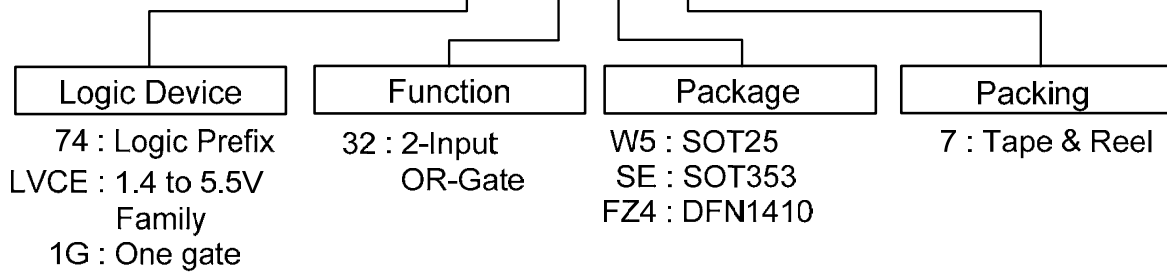 Logic Device
74 : Logic Prefix
LVCE : 1.4 to 5.5V
Family
1G : One gate
Function
32 : 2-Input
OR-Gate
Package
W5 : SOT25
SE : SOT353
FZ4 : DFN1410
Packing
7 : Tape & Reel